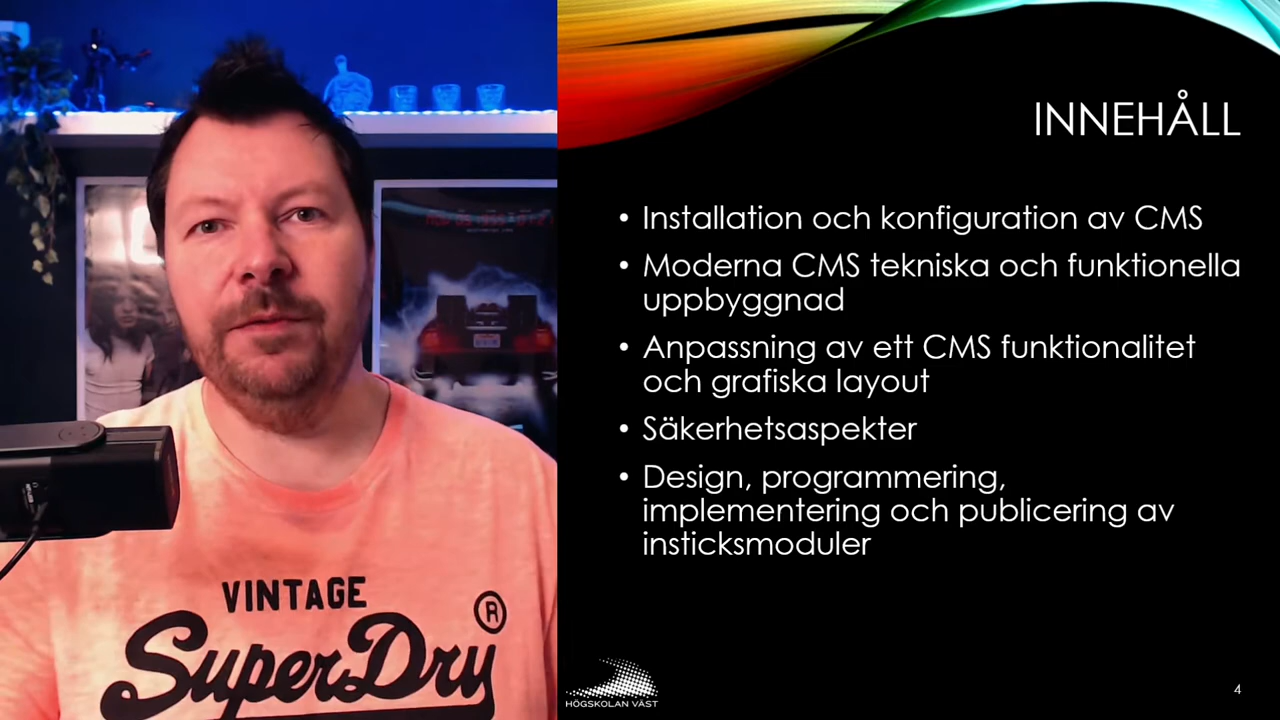 INNEHÅLL
• Installation och konfiguration av CMS
• Moderna CMS tekniska och funktionella
uppbyggnad
• Anpassning av ett CMS funktionalitet
och grafiska layout
• Säkerhetsaspekter
• Design, programmering,
implementering och publicering av
insticksmoduler
VINTAGE
SuperDry
®
HÖGSKOLAN VÄST
4